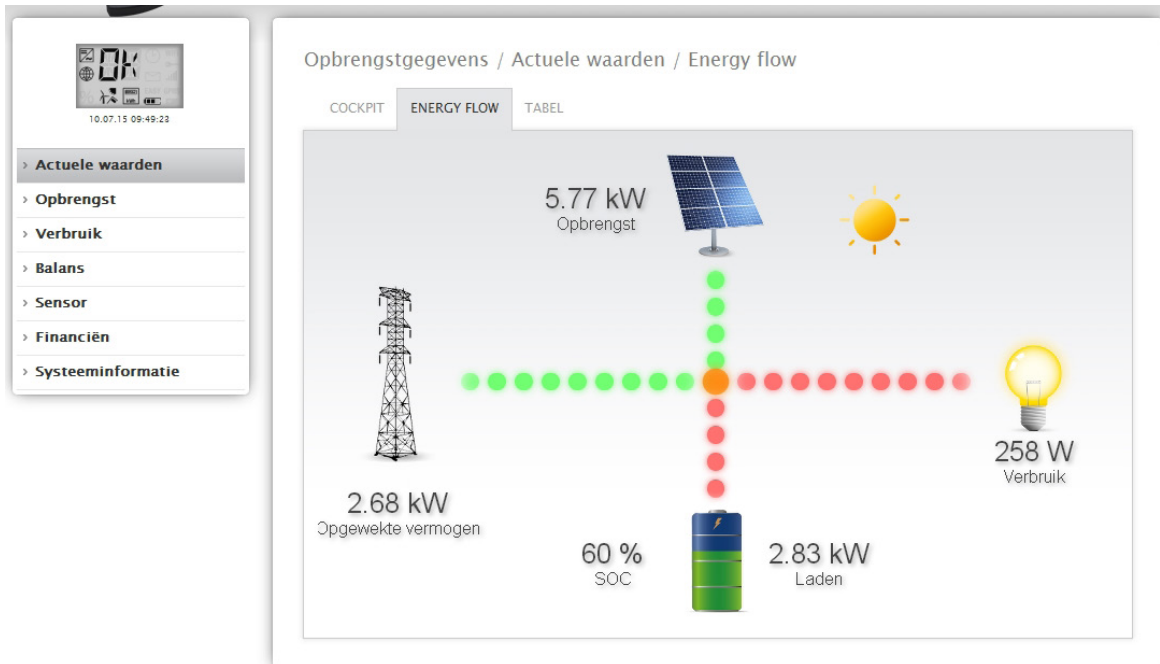 OK
10.07.15 09:49:23
› Actuele waarden
› Opbrengst
› Verbruik
› Balans
› Sensor
› Financiën
› Systeeminformatie
Opbrengstgegevens / Actuele waarden / Energy flow
COCKPIT ENERGY FLOW TABEL
5.77 kW
Opbrengst
2.68 kW
Opgewekte vermogen
258 W
Verbruik
60 %
SOC
2.83 kW
Laden